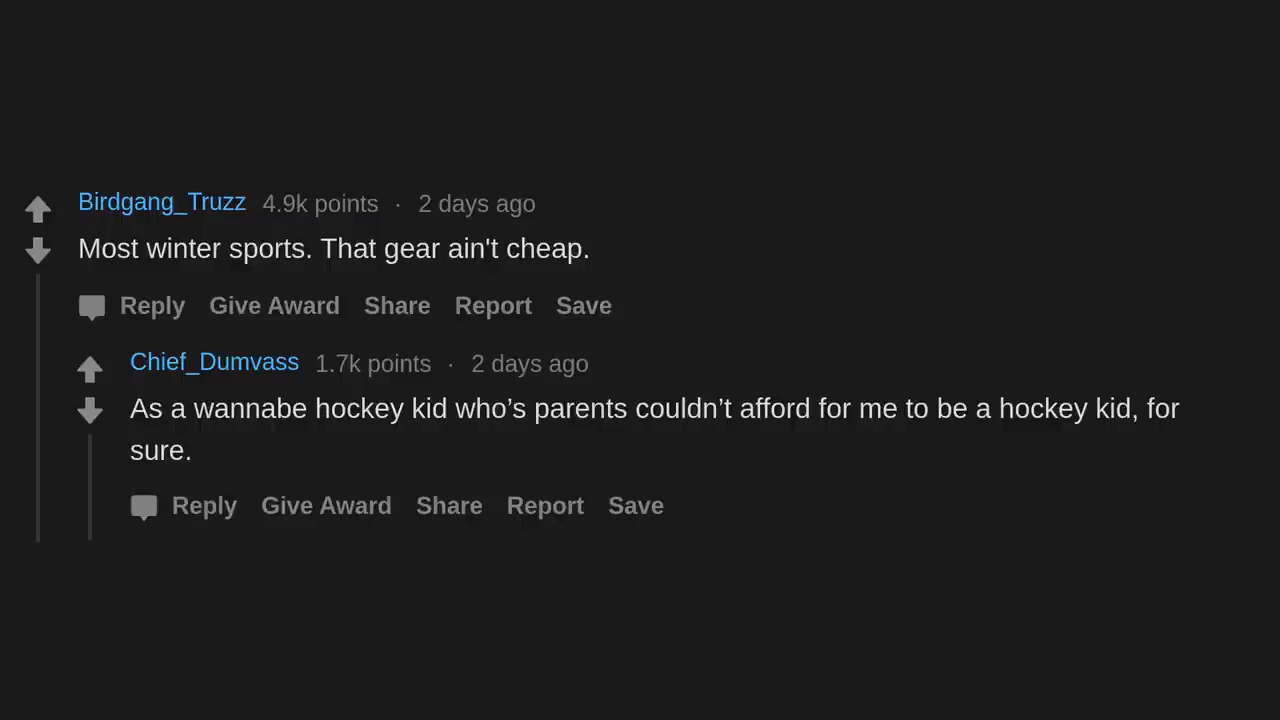 Birdgang_Truzz 4.9k points · 2 days ago
Most winter sports. That gear ain't cheap.
Reply Give Award Share Report Save
Chief_Dumvass 1.7k points · 2 days ago
As a wannabe hockey kid who’s parents couldn’t afford for me to be a hockey kid, for
sure.
Reply Give Award Share Report Save